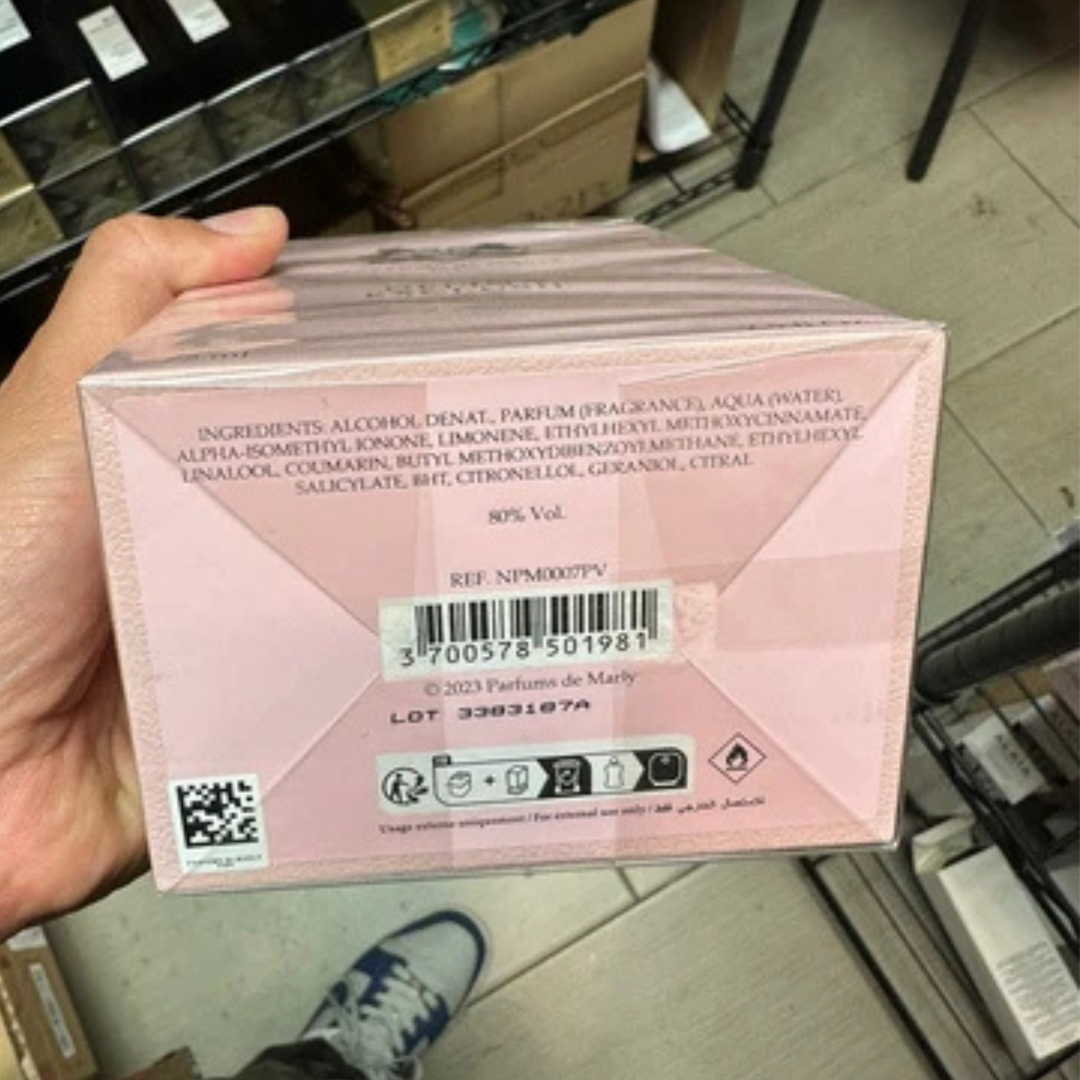 INGREDIENTS: ALCOHOL DENAT., PARFUM (FRAGRANCE), AQUA (WATER),
ALPHA-ISOMETHYL IONONE, LIMONENE, ETHYLHEXYL METHOXYCINNAMATE,
LINALOOL, COUMARIN, BUTYL METHOXYDIBENZOYLMETHANE, ETHYLHEXYL
SALICYLATE, BHT, CITRONELLOL, GERANIOL, CITRAL
80% Vol.
REF. NPM0007PV
3 700578 501981
© 2023 Parfums de Marly
LOT 3383187A
Usage externe uniquement / For external use only / للاستعمال الخارجي فقط